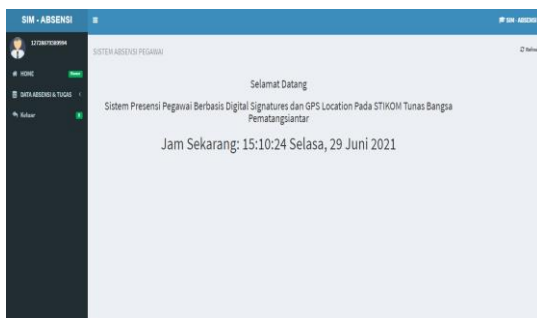 SIM - ABSENSI
SIM - ABSENSI
SISTEM ABSENSI PEGAWAI
HOME
DATA ABSENSI & TUGAS
Keluar
Selamat Datang
Sistem Presensi Pegawai Berbasis Digital Signatures dan GPS Location Pada STIKOM Tunas Bangsa
Pematangsiantar
Jam Sekarang: 15:10:24 Selasa, 29 Juni 2021